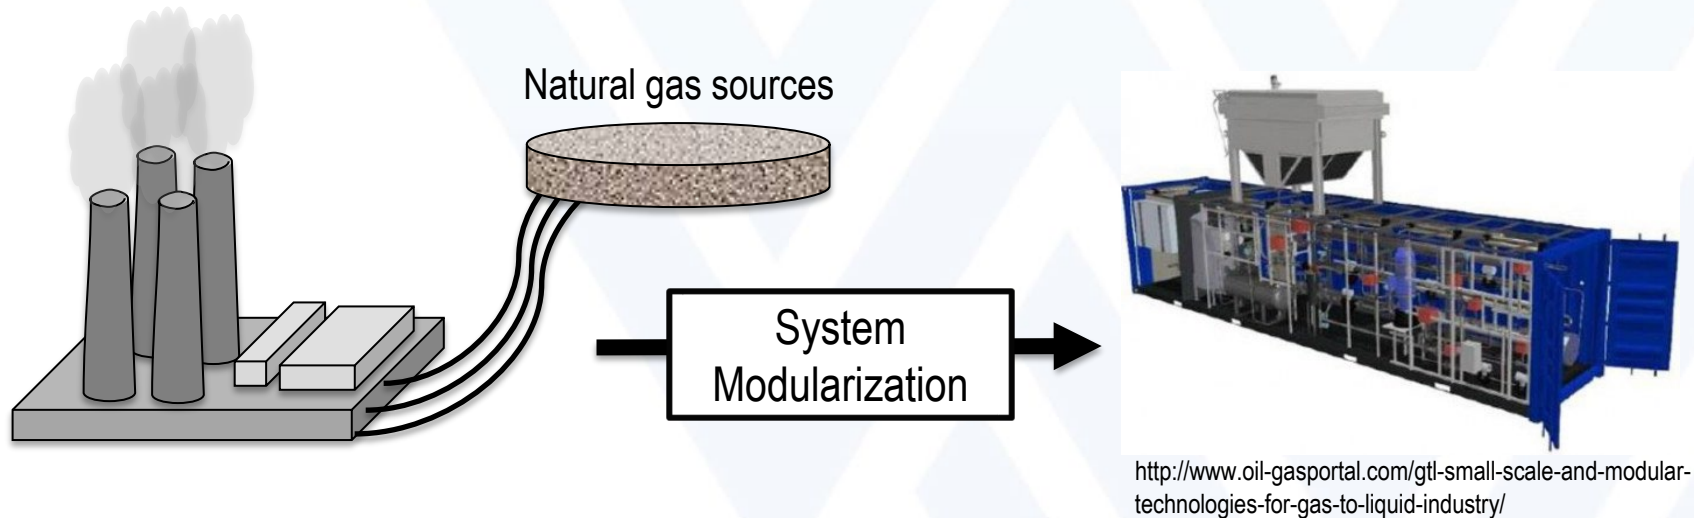 Natural gas sources
System
Modularization
http://www.oil-gasportal.com/gtl-small-scale-and-modular-
technologies-for-gas-to-liquid-industry/